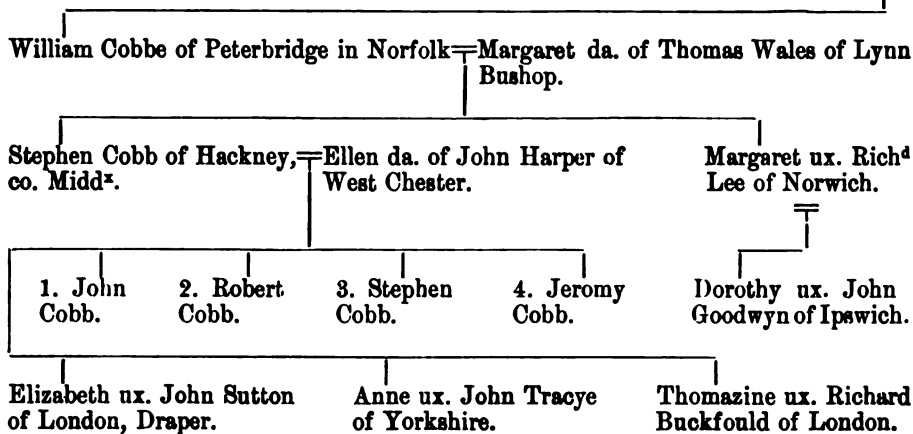 William Cobbe of Peterbridge in Norfolk=Margaret da. of Thomas Wales of Lynn
Bushop.
Stephen Cobb of Hackney,=Ellen da. of John Harper of
co. Middˣ. West Chester.
Margaret ux. Richᵈ
Lee of Norwich.
1. John
Cobb.
2. Robert
Cobb.
3. Stephen
Cobb.
4. Jeromy
Cobb.
Dorothy ux. John
Goodwyn of Ipswich.
Elizabeth ux. John Sutton
of London, Draper.
Anne ux. John Tracye
of Yorkshire.
Thomazine ux. Richard
Buckfould of London.